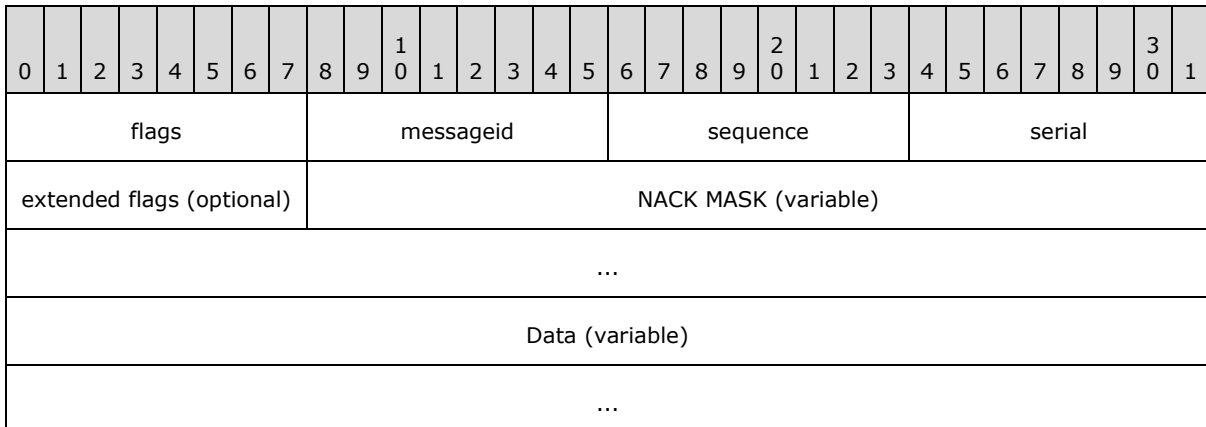 0 1 2 3 4 5 6 7 8 9 1 0 1 2 3 4 5 6 7 8 9 2 0 1 2 3 4 5 6 7 8 9 3 0 1
flags messageid sequence serial
extended flags (optional) NACK MASK (variable)
...
Data (variable)
...